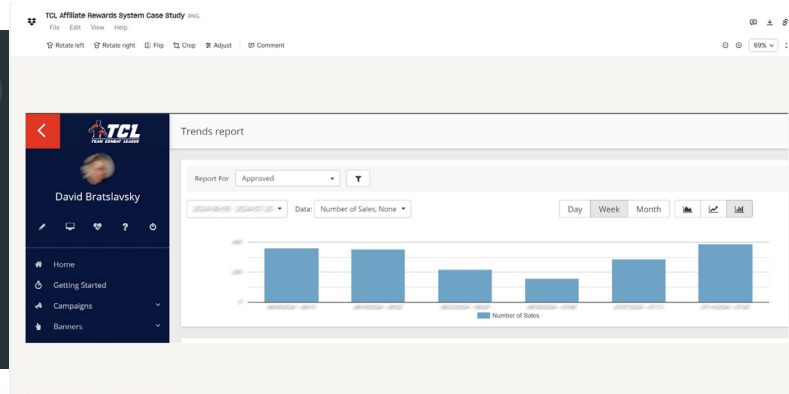 TCL Affiliate Rewards System Case Study PNG
File Edit View Help
Rotate left Rotate right Flip Crop Adjust Comment
69%
TCL
TEAM COMBAT LEAGUE
Trends report
David Bratslavsky
Report For Approved
Data: Number of Sales, None
Day Week Month
Home
Getting Started
Campaigns
Banners
Number of Sales